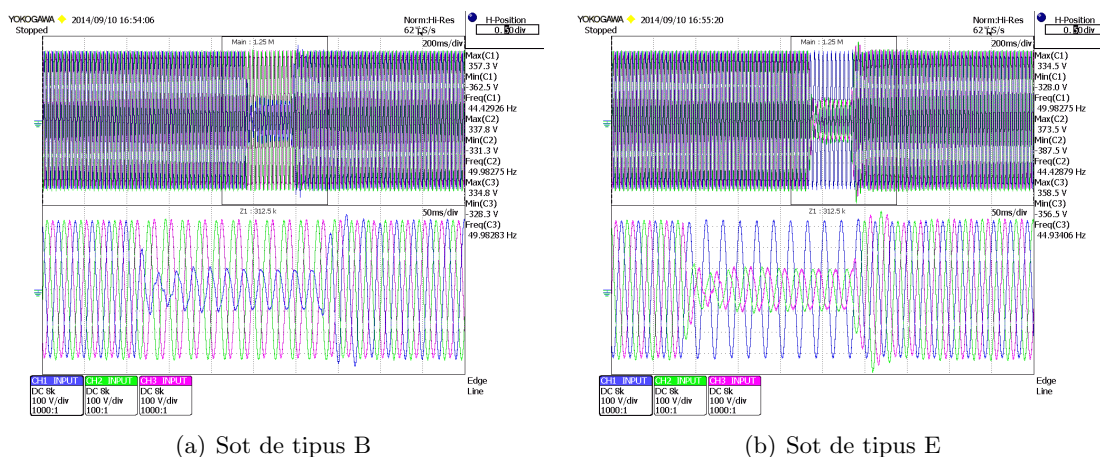 YOKOGAWA 2014/09/10 16:54:06
Stopped
Norm:Hi-Res
H-Position
Main : 1.25 M
200ms/div
Max(C1)
357.3 V
Min(C1)
-362.5 V
Freq(C1)
44.42926 Hz
Max(C2)
337.8 V
Min(C2)
-331.3 V
Freq(C2)
49.98275 Hz
Max(C3)
334.8 V
Min(C3)
-328.3 V
Freq(C3)
49.98283 Hz
Z1 : 312.5 k
50ms/div
CH1 INPUT
DC 8k
100 V/div
1000:1
CH2 INPUT
DC 8k
100 V/div
100:1
CH3 INPUT
DC 8k
100 V/div
1000:1
Edge
Line
(a) Sot de tipus B
YOKOGAWA 2014/09/10 16:55:20
Stopped
Norm:Hi-Res
H-Position
Main : 1.25 M
200ms/div
Max(C1)
334.5 V
Min(C1)
-328.0 V
Freq(C1)
49.98275 Hz
Max(C2)
373.5 V
Min(C2)
-387.5 V
Freq(C2)
44.42879 Hz
Max(C3)
358.5 V
Min(C3)
-356.5 V
Freq(C3)
44.93406 Hz
Z1 : 312.5 k
50ms/div
CH1 INPUT
DC 8k
100 V/div
1000:1
CH2 INPUT
DC 8k
100 V/div
100:1
CH3 INPUT
DC 8k
100 V/div
1000:1
Edge
Line
(b) Sot de tipus E